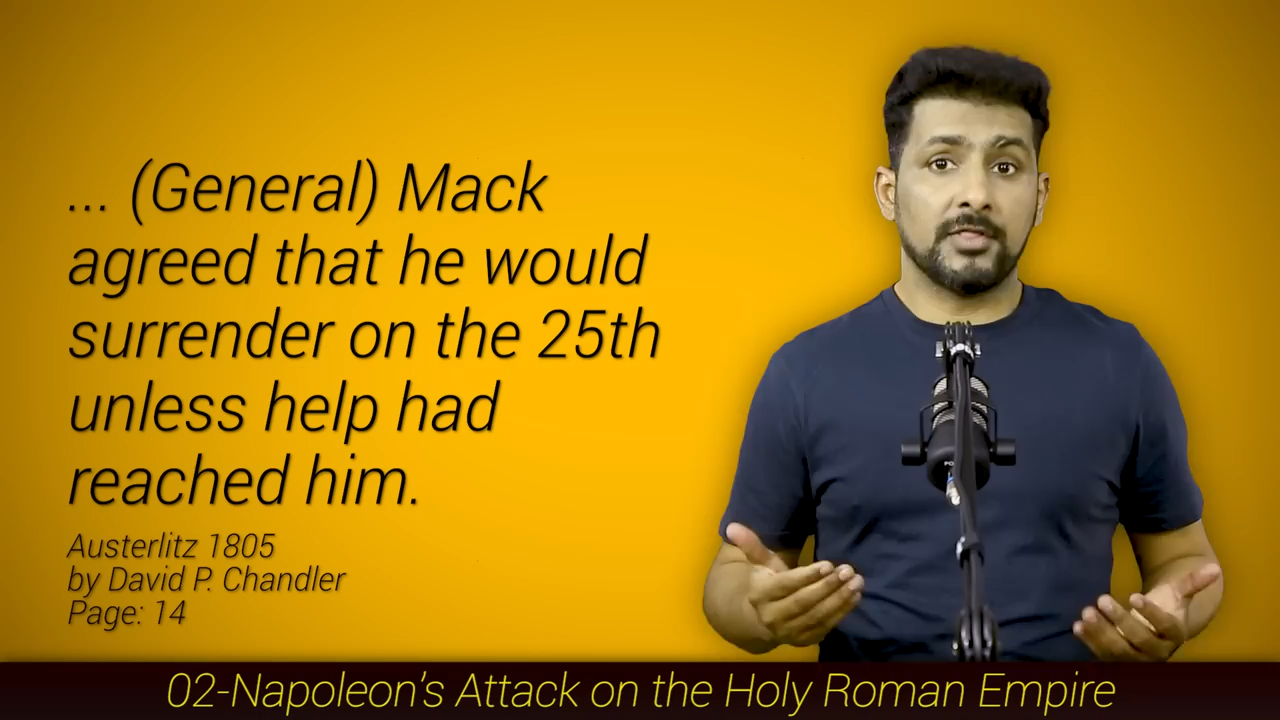 ... (General) Mack
agreed that he would
surrender on the 25th
unless help had
reached him.
Austerlitz 1805
by David P. Chandler
Page: 14
02-Napoleon's Attack on the Holy Roman Empire